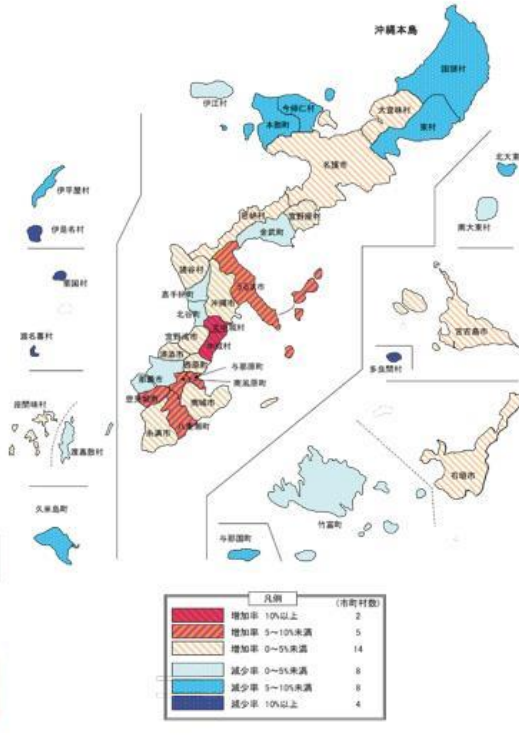 沖縄本島
国頭村
伊江村
今帰仁村
大宜味村
本部町
東村
北大東
名護市
伊平屋村
南大東村
恩納村
宜野座村
伊是名村
金武町
読谷村
うるま市
粟国村
嘉手納町
沖縄市
北谷町
宮古島市
北中城村
渡名喜村
宜野湾市
中城村
浦添市
西原町
与那原町
多良間村
那覇市
南風原町
座間味村
豊見城市
南城市
糸満市
八重瀬町
渡嘉敷村
石垣市
竹富町
久米島町
与那国町
凡例
(市町村数)
増加率 10%以上 2
増加率 5~10%未満 5
増加率 0~5%未満 14
減少率 0~5%未満 8
減少率 5~10%未満 8
減少率 10%以上 4